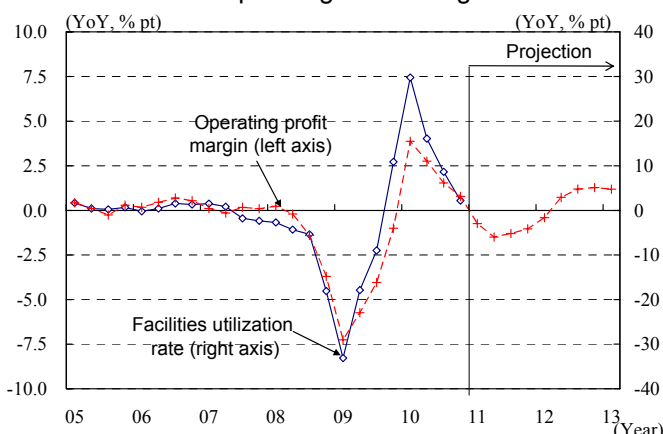 (YoY, % pt)
(YoY, % pt)
10.0
7.5
5.0
2.5
0.0
-2.5
-5.0
-7.5
-10.0
40
30
20
10
0
-10
-20
-30
-40
Projection
Operating profit
margin (left axis)
Facilities utilization
rate (right axis)
05 06 07 08 09 10 11 12 13
(Year)